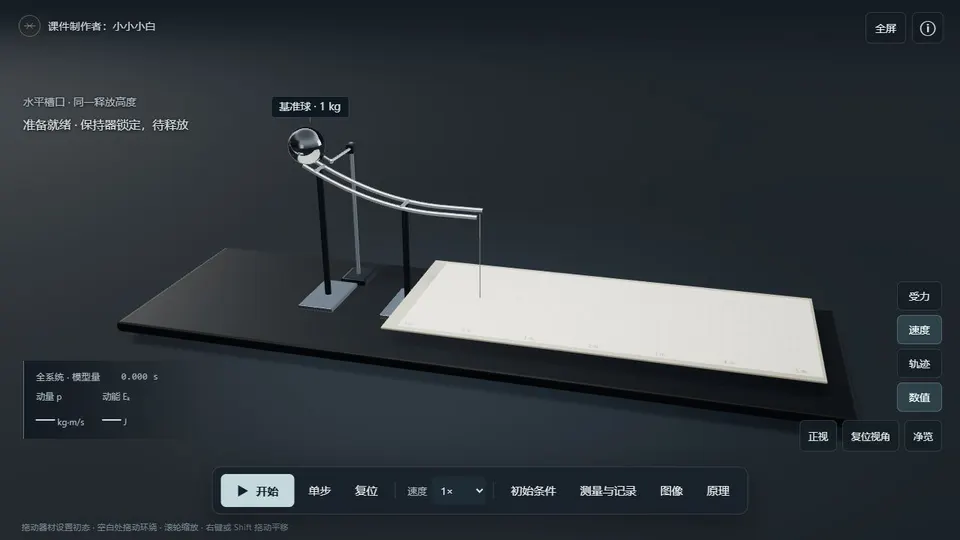 课件制作者：小小小白
全屏
水平槽口 · 同一释放高度
准备就绪 · 保持器锁定，待释放
基准球 · 1 kg
受力
速度
轨迹
数值
全系统 · 模型量 0.000 s
动量 p 动能 Eₖ
— kg·m/s — J
正视 复位视角 净览
开始 单步 复位 速度 1× 初始条件 测量与记录 图像 原理
拖动器材设置初态 · 空白处拖动环绕 · 滚轮缩放 · 右键或 Shift 拖动平移